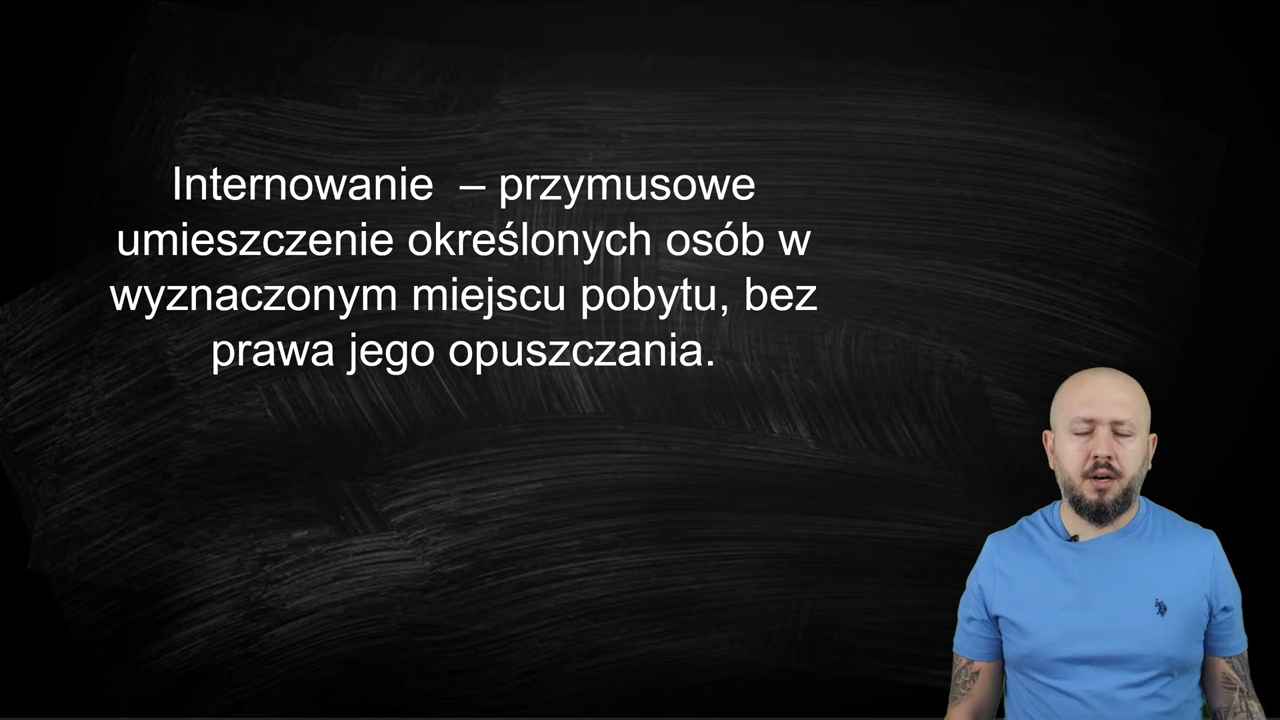 Internowanie  – przymusowe
umieszczenie określonych osób w
wyznaczonym miejscu pobytu, bez
prawa jego opuszczania.